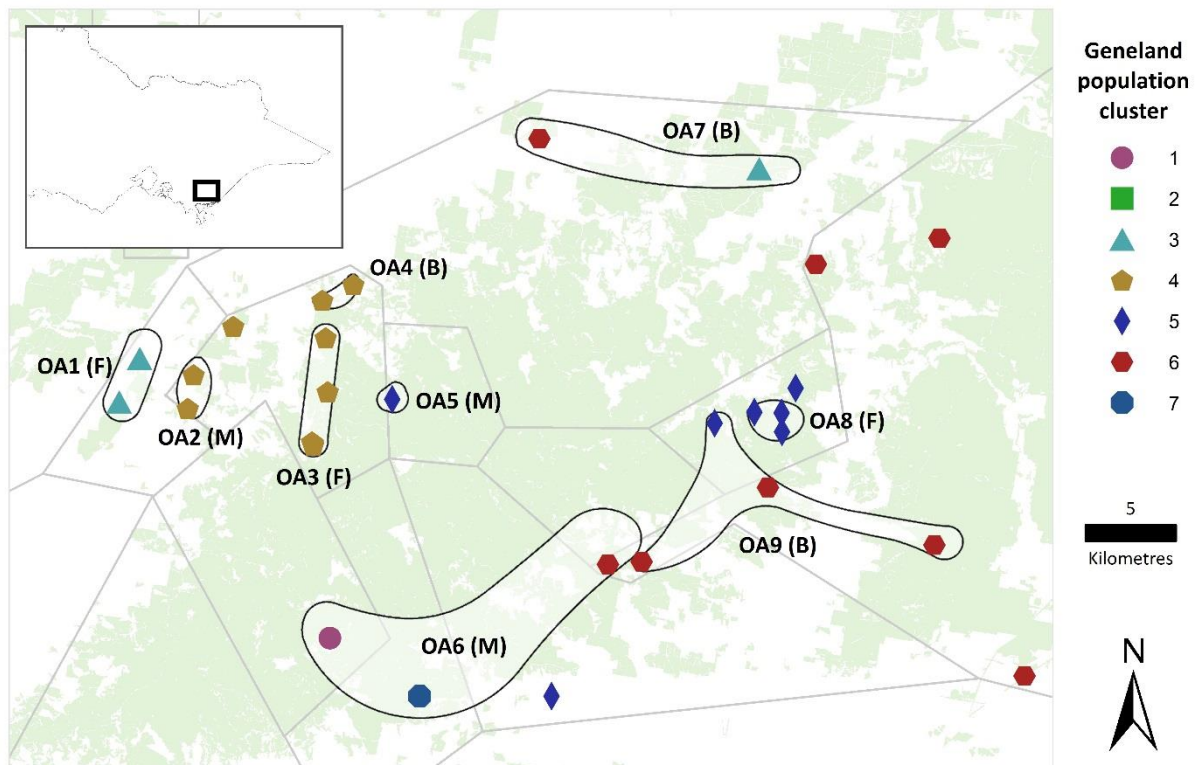 OA7 (B)
OA4 (B)
OA1 (F)
OA5 (M)
OA8 (F)
OA2 (M)
OA3 (F)
OA9 (B)
OA6 (M)
Geneland
population
cluster
1
2
3
4
5
6
7
5
Kilometres
N